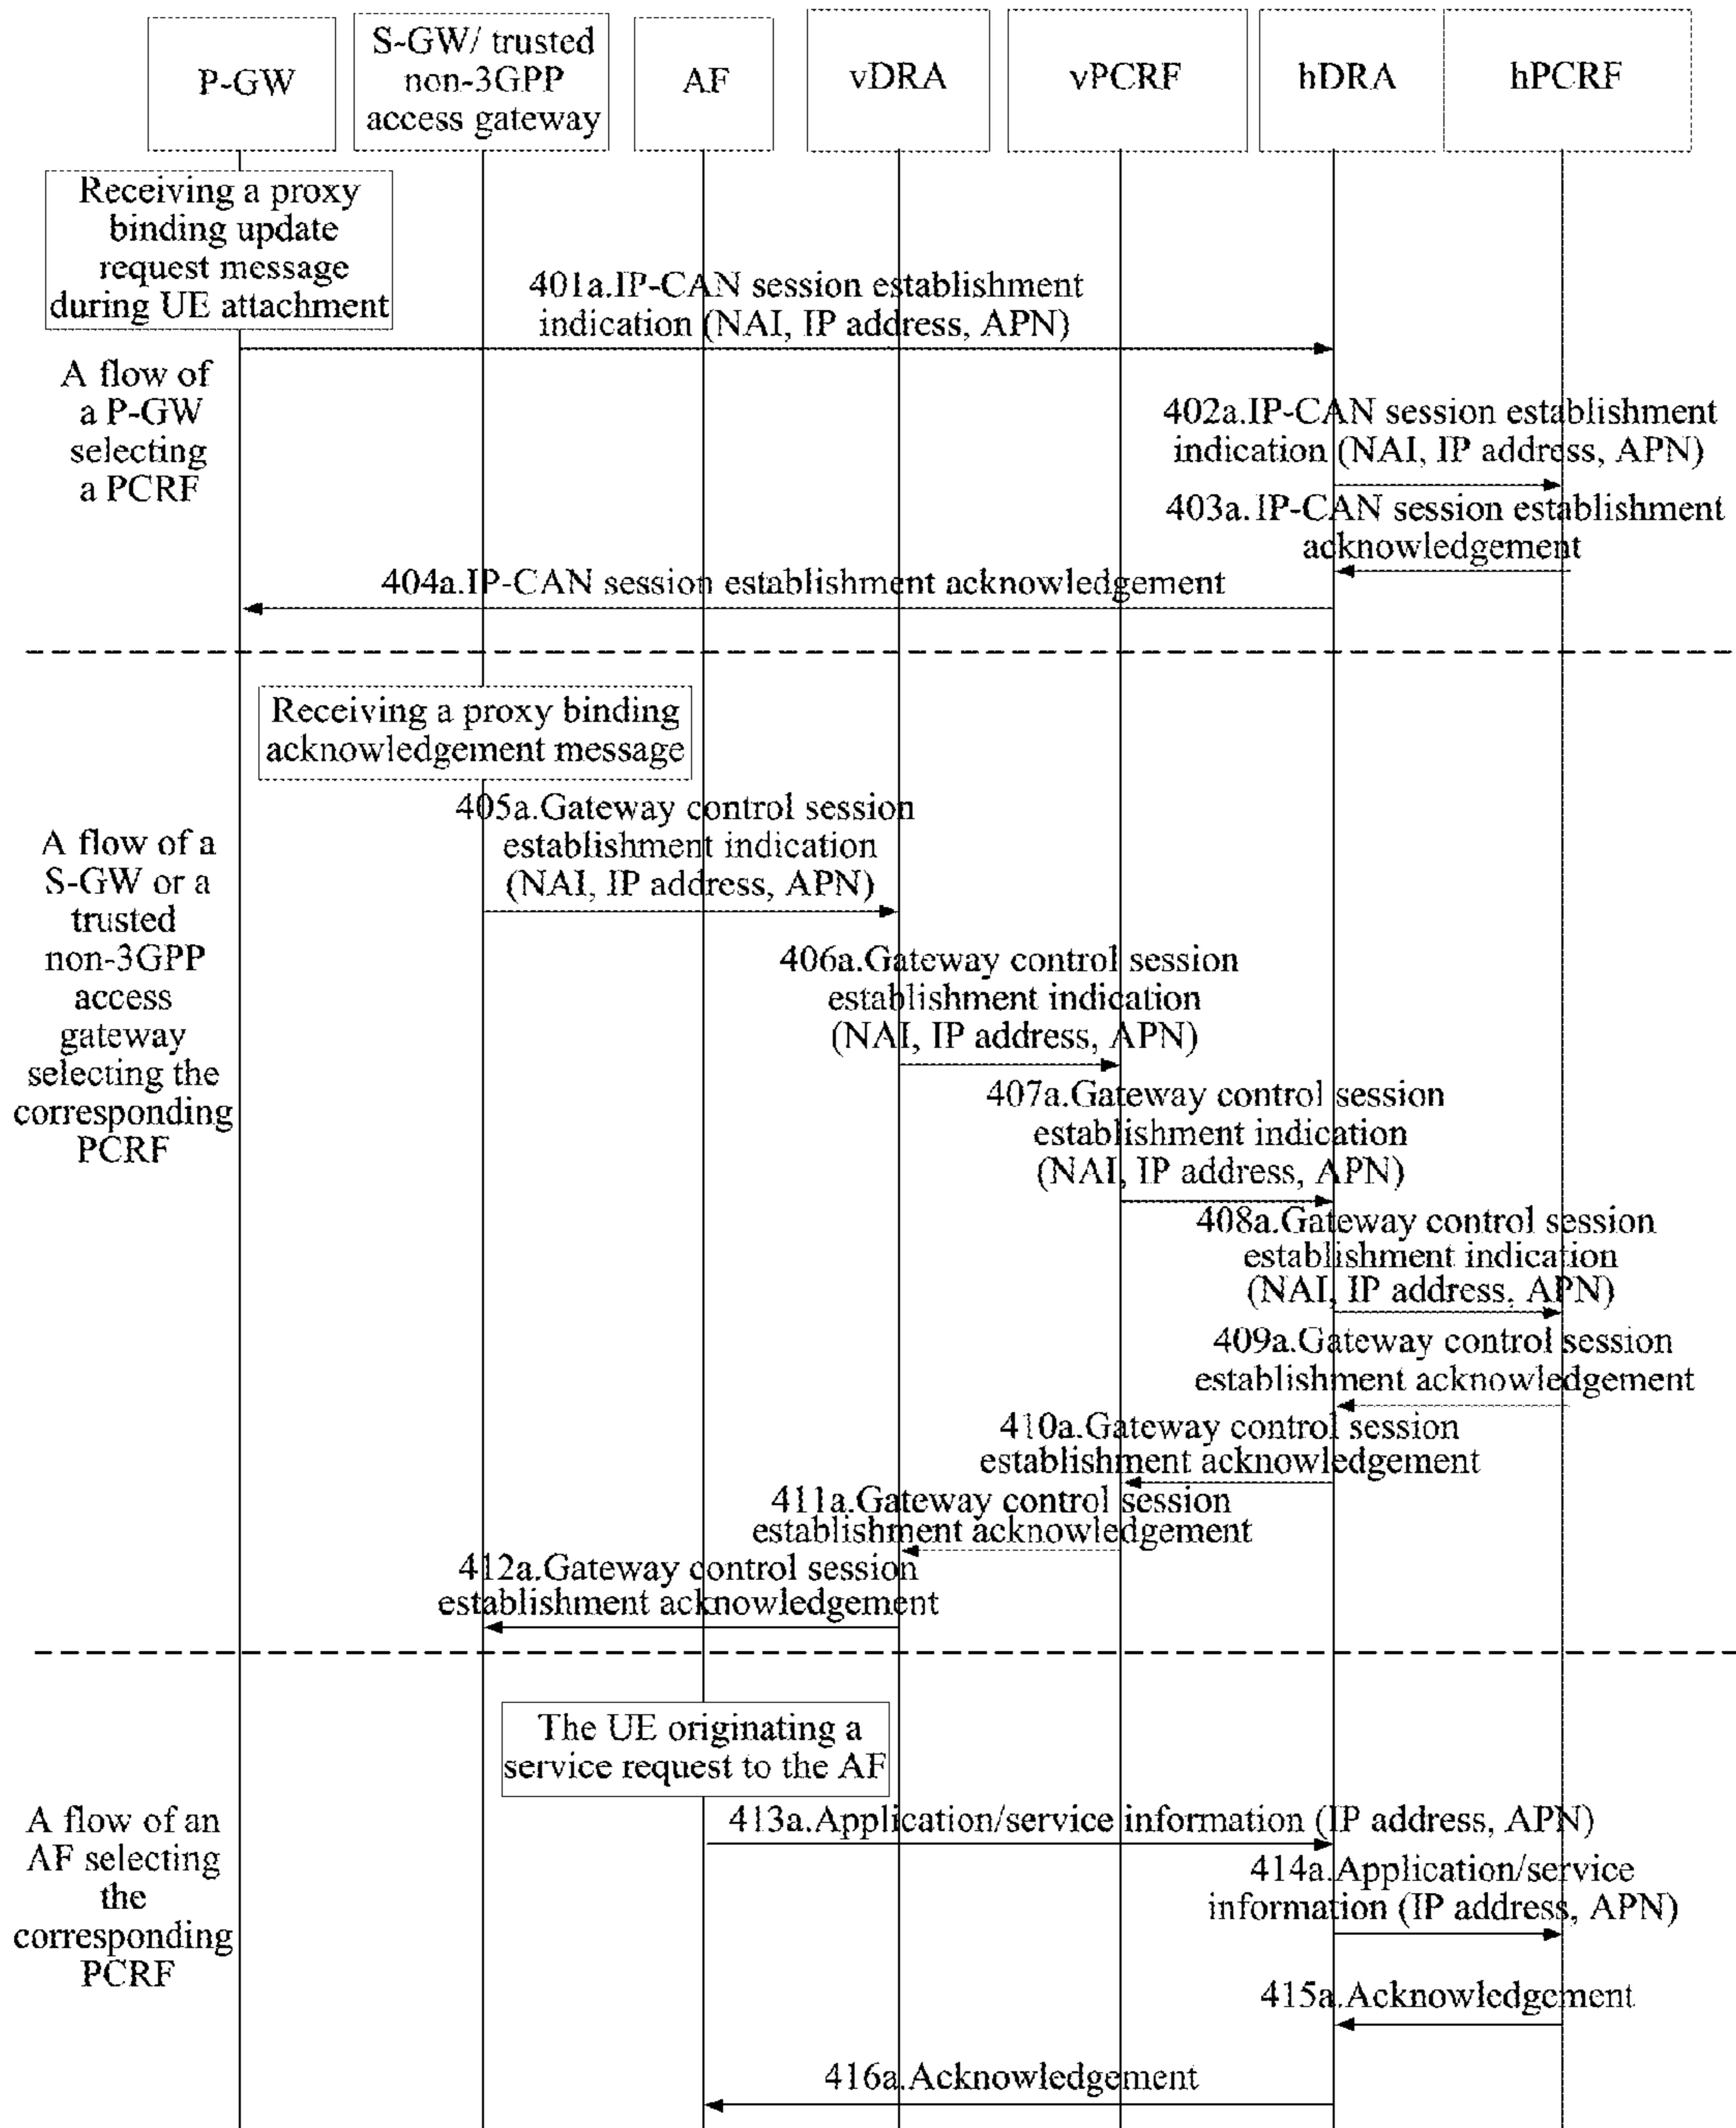 P-GW
S-GW/ trusted
non-3GPP
access gateway
AF
vDRA
vPCRF
hDRA
hPCRF
Receiving a proxy
binding update
request message
during UE attachment
401a.IP-CAN session establishment
indication (NAI, IP address, APN)
A flow of
a P-GW
selecting
a PCRF
402a.IP-CAN session establishment
indication (NAI, IP address, APN)
403a.IP-CAN session establishment
acknowledgement
404a.IP-CAN session establishment acknowledgement
Receiving a proxy binding
acknowledgement message
405a.Gateway control session
establishment indication
(NAI, IP address, APN)
A flow of a
S-GW or a
trusted
non-3GPP
access
gateway
selecting the
corresponding
PCRF
406a.Gateway control session
establishment indication
(NAI, IP address, APN)
407a.Gateway control session
establishment indication
(NAI, IP address, APN)
408a.Gateway control session
establishment indication
(NAI, IP address, APN)
409a.Gateway control session
establishment acknowledgement
410a.Gateway control session
establishment acknowledgement
411a.Gateway control session
establishment acknowledgement
412a.Gateway control session
establishment acknowledgement
The UE originating a
service request to the AF
A flow of an
AF selecting
the
corresponding
PCRF
413a.Application/service information (IP address, APN)
414a.Application/service
information (IP address, APN)
415a.Acknowledgement
416a.Acknowledgement